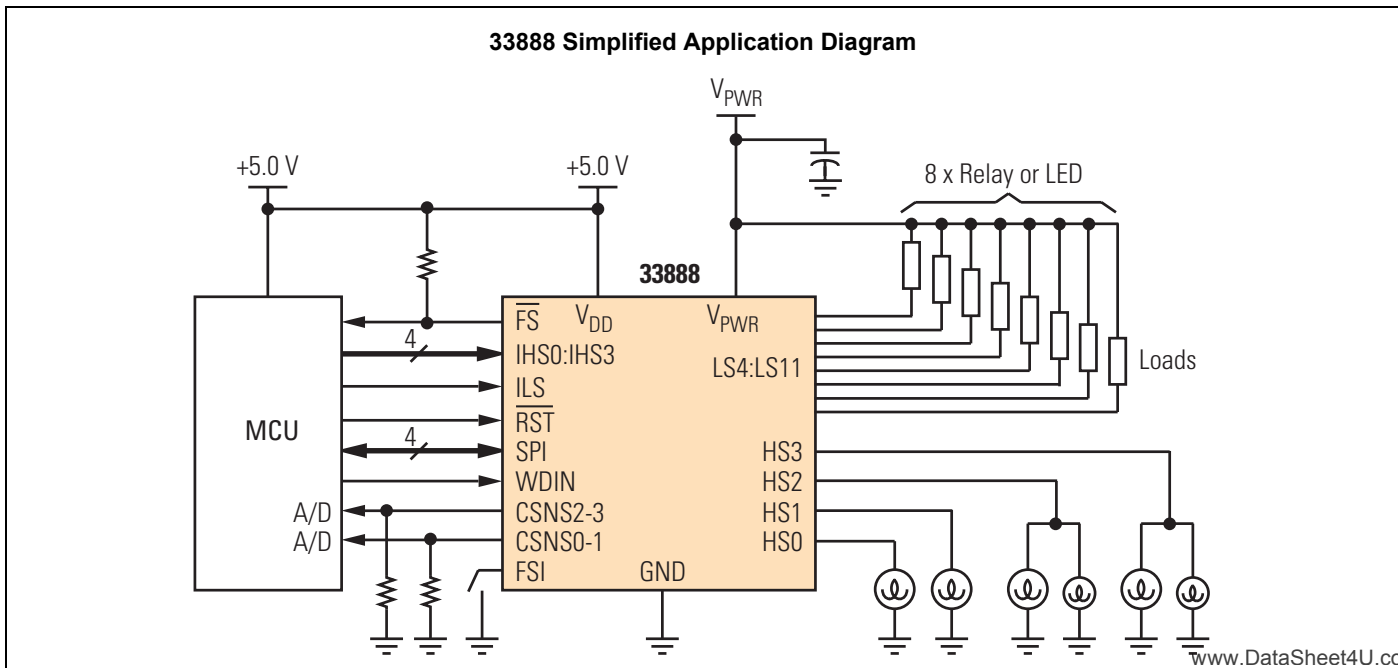 33888 Simplified Application Diagram
VPWR
+5.0 V
+5.0 V
8 x Relay or LED
33888
FS
VDD
VPWR
4
IHS0:IHS3
LS4:LS11
Loads
ILS
RST
MCU
4
SPI
HS3
WDIN
HS2
A/D
CSNS2-3
HS1
A/D
CSNS0-1
HS0
FSI
GND
www.DataSheet4U.co